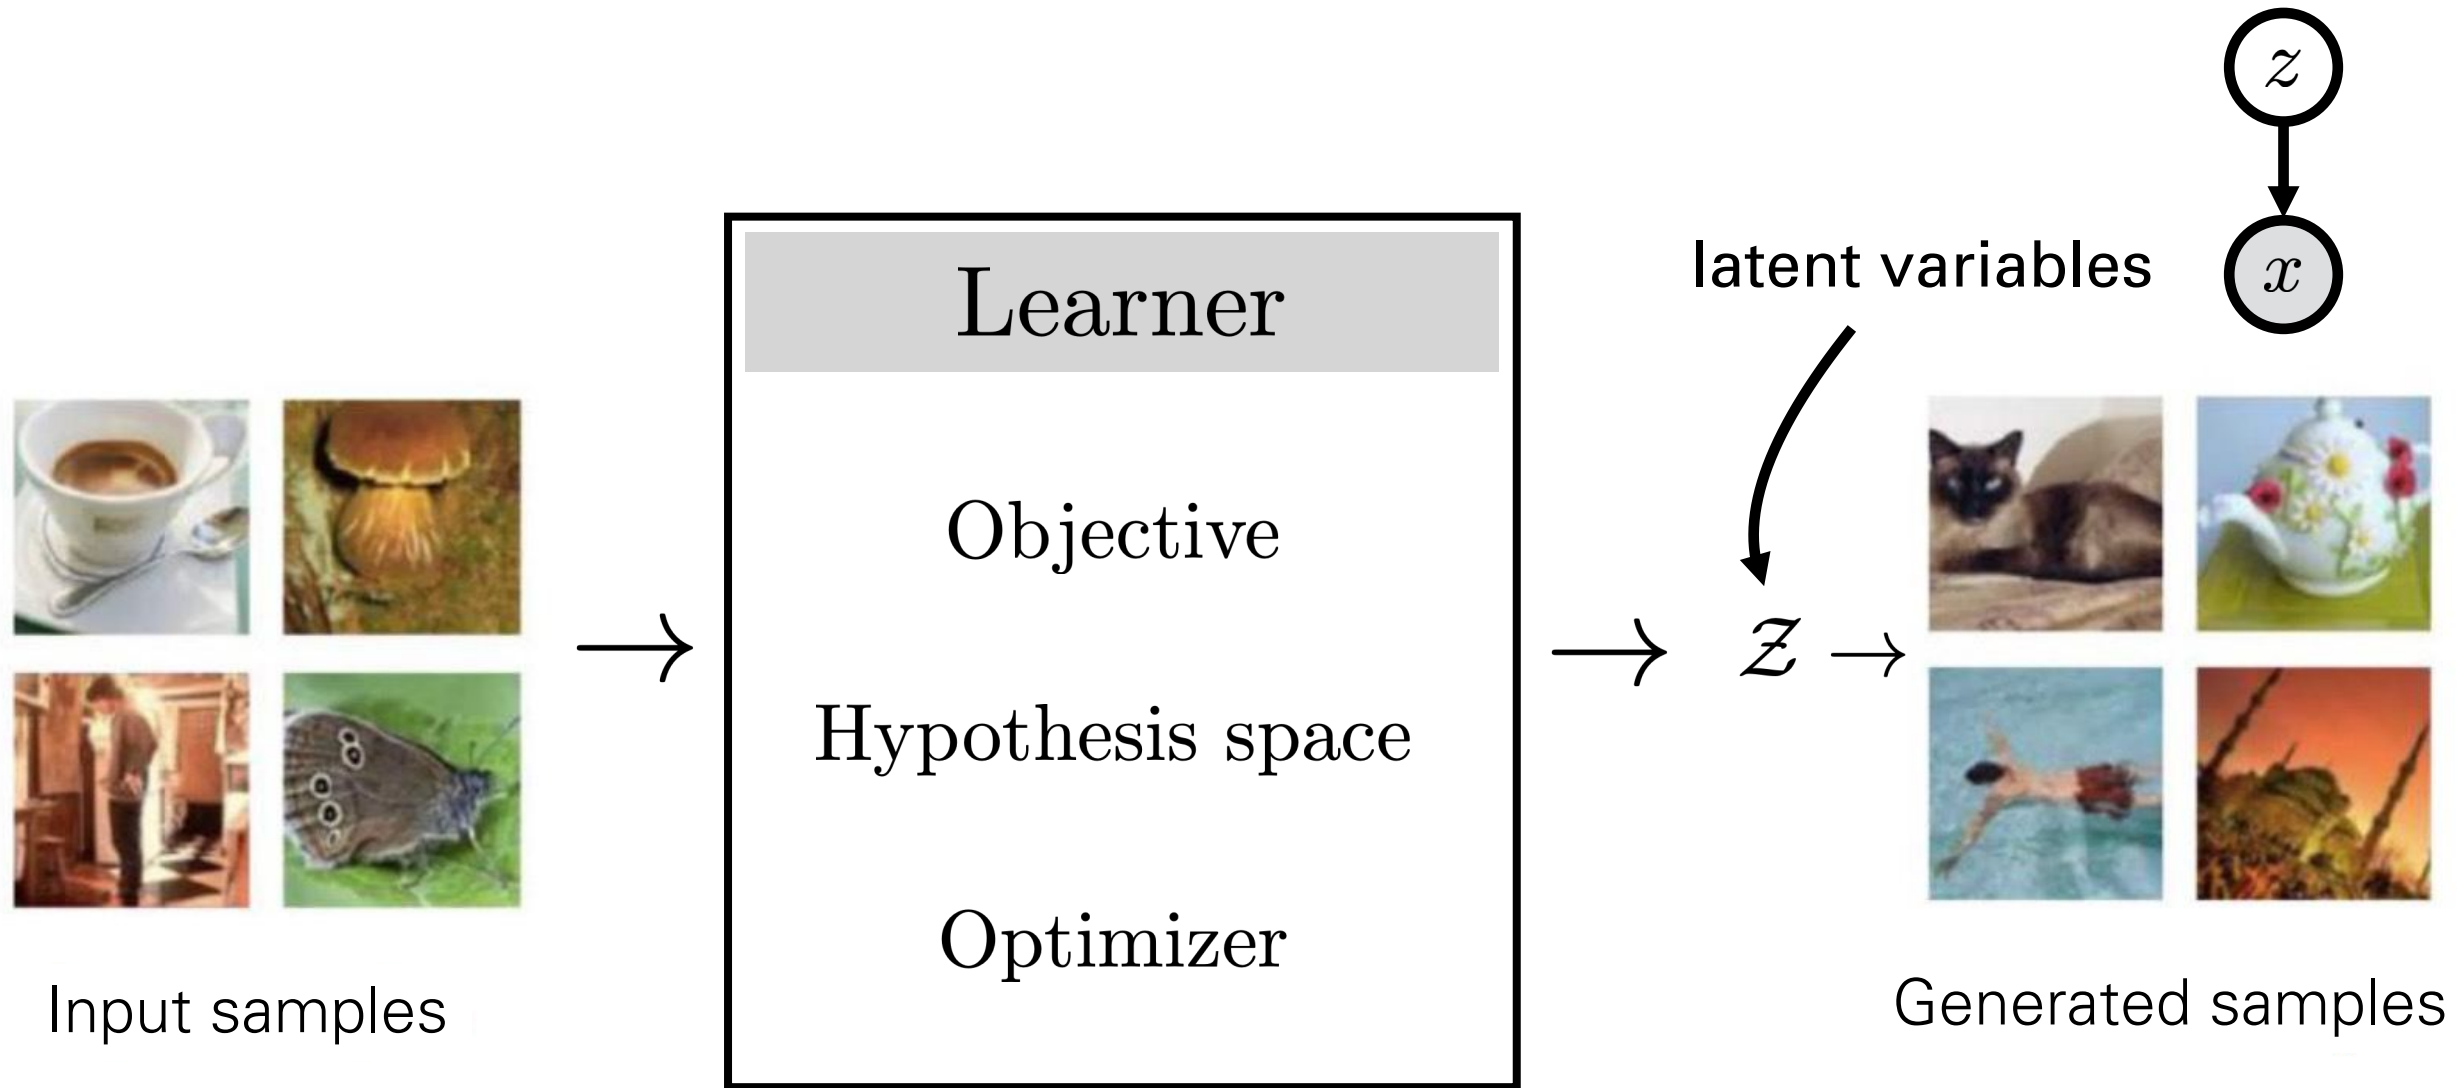 z
x
latent variables
Learner
Objective
Hypothesis space
Optimizer
→
→ z →
Input samples
Generated samples